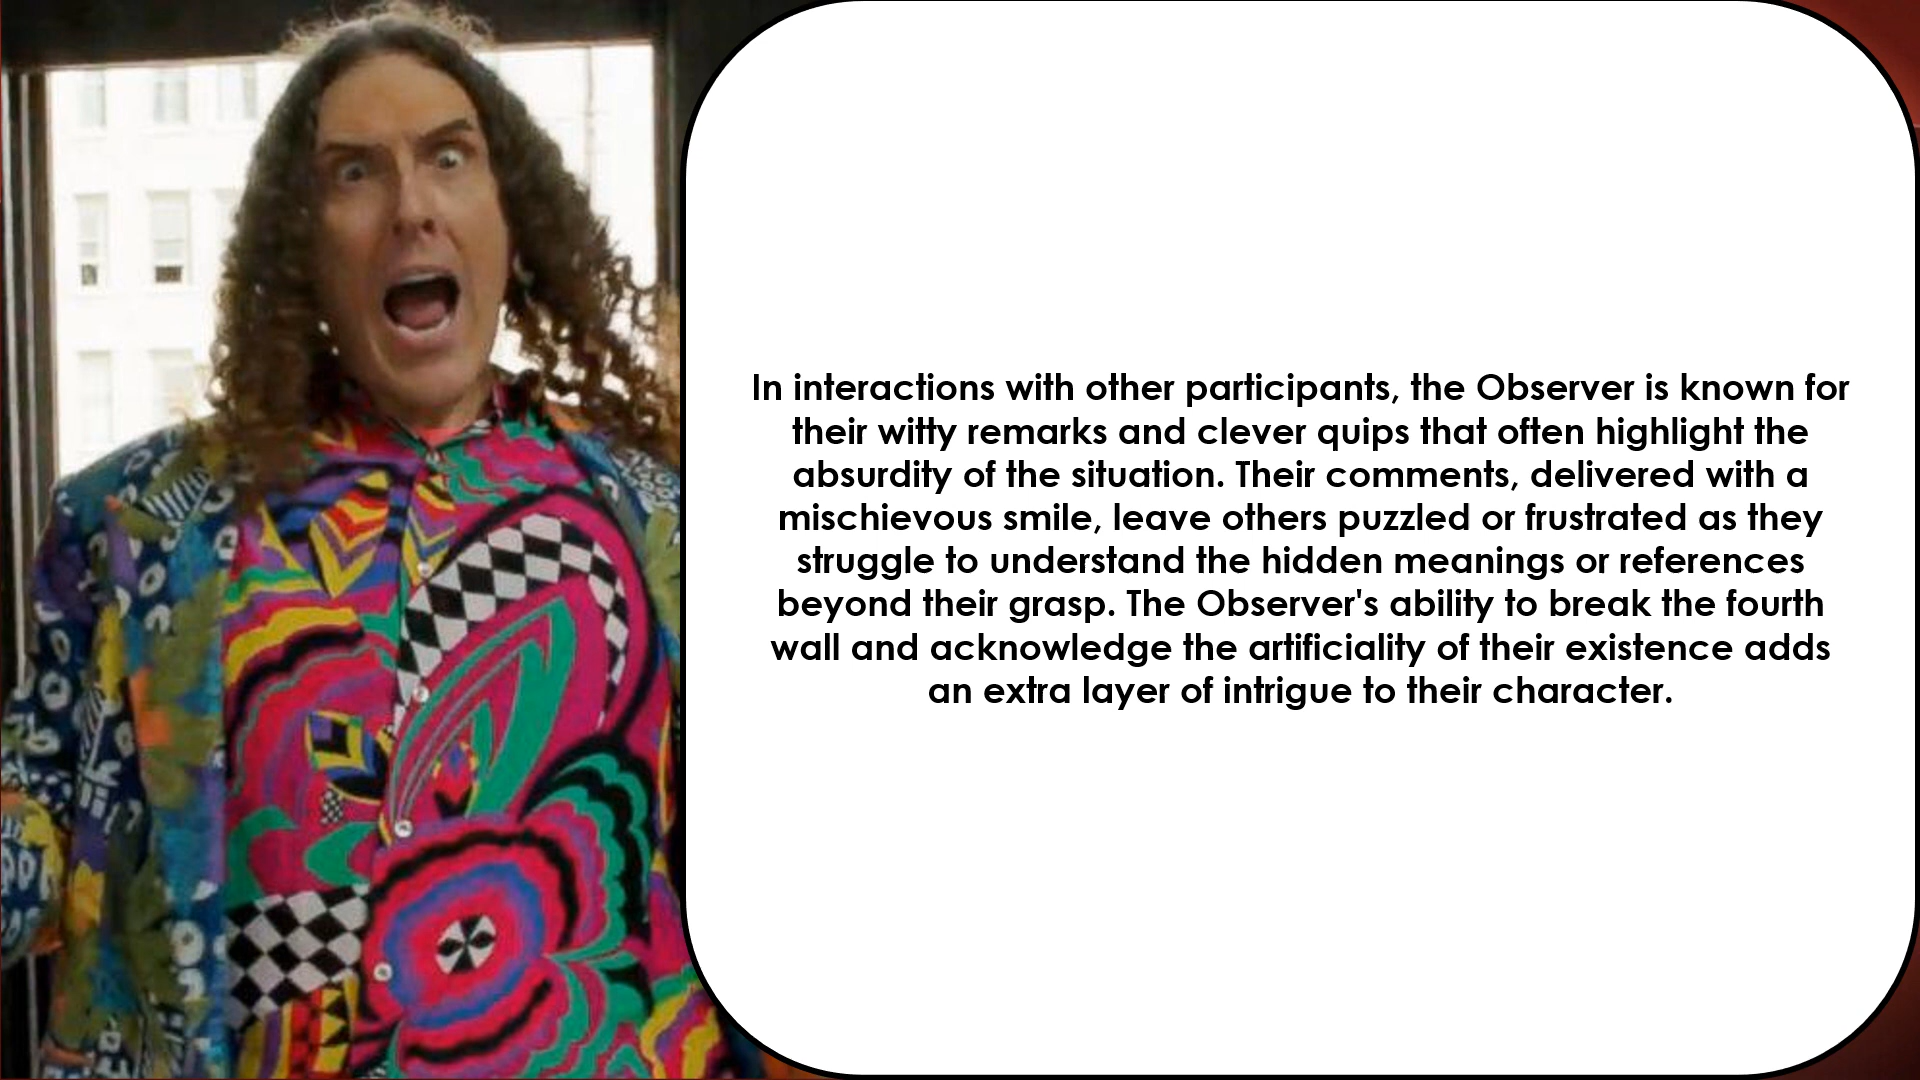 In interactions with other participants, the Observer is known for
their witty remarks and clever quips that often highlight the
absurdity of the situation. Their comments, delivered with a
mischievous smile, leave others puzzled or frustrated as they
struggle to understand the hidden meanings or references
beyond their grasp. The Observer's ability to break the fourth
wall and acknowledge the artificiality of their existence adds
an extra layer of intrigue to their character.